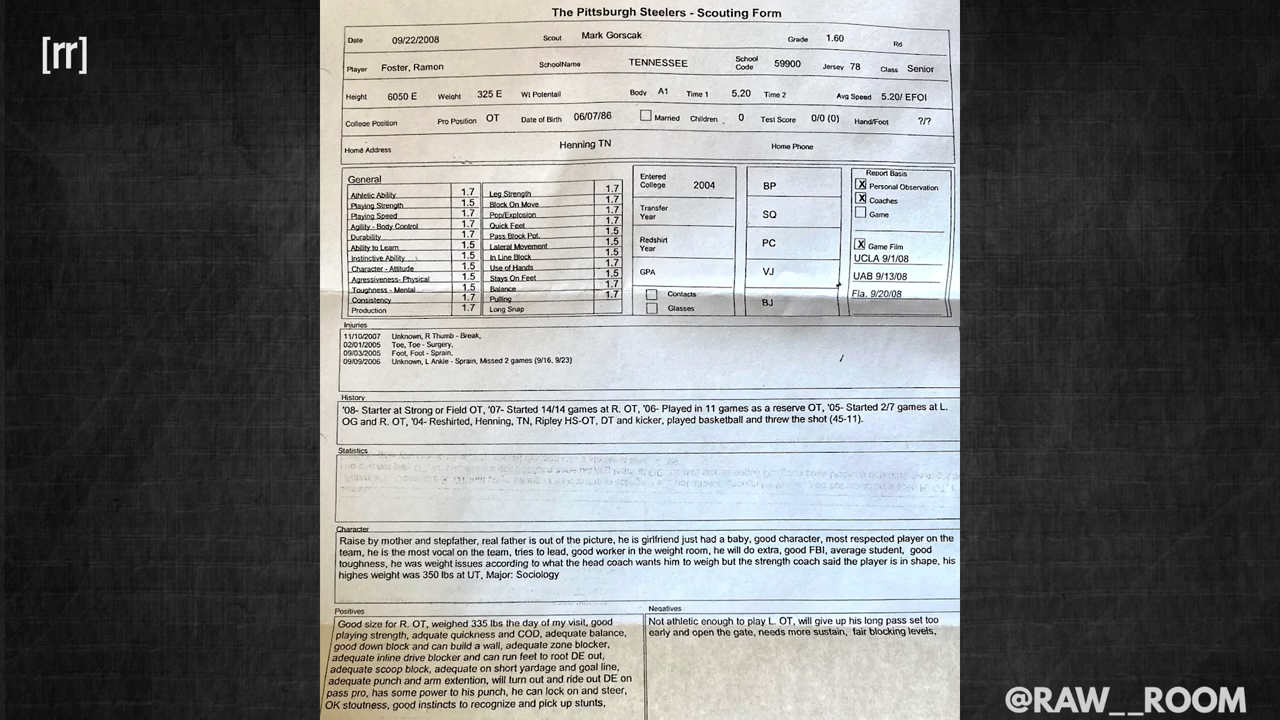 The Pittsburgh Steelers - Scouting Form
[rr]
Date 09/22/2008 Scout Mark Gorscak Grade 1.60 Rd
Player Foster, Ramon SchoolName TENNESSEE School Code 59900 Jersey 78 Class Senior
Height 6050 E Weight 325 E Wt Potentail Body A1 Time 1 5.20 Time 2 Avg Speed 5.20/ EFOI
College Position Pro Position OT Date of Birth 06/07/86 Married Children 0 Test Score 0/0 (0) Hand/Foot ?/?
Home Address Henning TN Home Phone
General
Athletic Ability 1.7
Playing Strength 1.5
Playing Speed 1.7
Agility - Body Control 1.7
Durability 1.7
Ability to Learn 1.5
Instinctive Ability 1.5
Character - Attitude 1.7
Agressiveness- Physical 1.5
Toughness - Mental 1.5
Consistency 1.7
Production 1.7
Leg Strength 1.7
Block On Move 1.7
Pop/Explosion 1.7
Quick Feet 1.7
Pass Block Pot. 1.5
Lateral Movement 1.5
In Line Block 1.7
Use of Hands 1.7
Stays On Feet 1.5
Balance 1.7
Pulling 1.7
Long Snap
Entered College 2004
Transfer Year
Redshirt Year
GPA
Contacts
Glasses
BP
SQ
PC
VJ
BJ
Report Basis
X Personal Observation
X Coaches
Game
X Game Film
UCLA 9/1/08
UAB 9/13/08
Fla. 9/20/08
Injuries
11/10/2007 Unknown, R Thumb - Break,
02/01/2005 Toe, Toe - Surgery,
09/03/2005 Foot, Foot - Sprain,
09/09/2006 Unknown, L Ankle - Sprain, Missed 2 games (9/16, 9/23)
History
'08- Starter at Strong or Field OT, '07- Started 14/14 games at R. OT, '06- Played in 11 games as a reserve OT, '05- Started 2/7 games at L.
OG and R. OT, '04- Reshirted, Henning, TN, Ripley HS-OT, DT and kicker, played basketball and threw the shot (45-11).
Statistics
Character
Raise by mother and stepfather, real father is out of the picture, he is girlfriend just had a baby, good character, most respected player on the
team, he is the most vocal on the team, tries to lead, good worker in the weight room, he will do extra, good FBI, average student, good
toughness, he was weight issues according to what the head coach wants him to weigh but the strength coach said the player is in shape, his
highes weight was 350 lbs at UT, Major: Sociology
Positives
Good size for R. OT, weighed 335 lbs the day of my visit, good
playing strength, adquate quickness and COD, adequate balance,
good down block and can build a wall, adequate zone blocker,
adequate inline drive blocker and can run feet to root DE out,
adequate scoop block, adequate on short yardage and goal line,
adequate punch and arm extention, will turn out and ride out DE on
pass pro, has some power to his punch, he can lock on and steer,
OK stoutness, good instincts to recognize and pick up stunts,
Negatives
Not athletic enough to play L. OT, will give up his long pass set too
early and open the gate, needs more sustain, fair blocking levels,
@RAW__ROOM